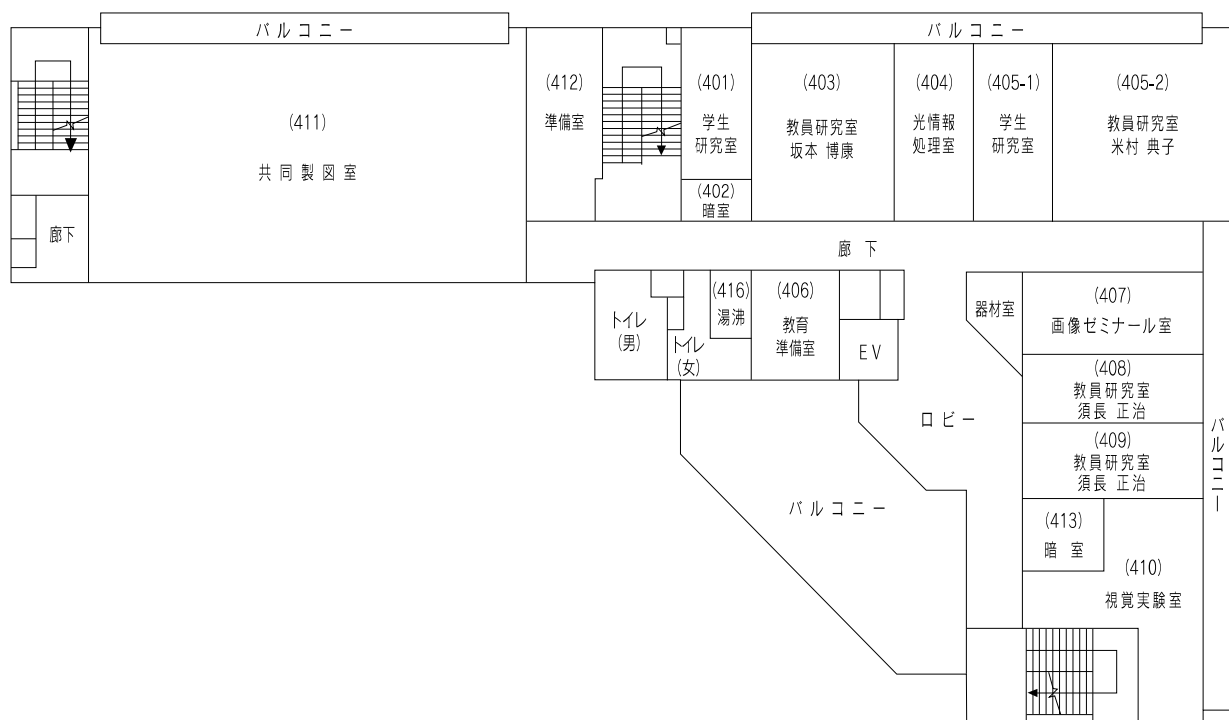 バルコニー
バルコニー
(411)
共同製図室
(412)
準備室
(401)
学生
研究室
(402)
暗室
(403)
教員研究室
坂本 博康
(404)
光情報
処理室
(405-1)
学生
研究室
(405-2)
教員研究室
米村 典子
廊下
廊下
トイレ
(男)
トイレ
(女)
(416)
湯沸
(406)
教育
準備室
EV
器材室
(407)
画像ゼミナール室
(408)
教員研究室
須長 正治
ロビー
(409)
教員研究室
須長 正治
バルコニー
バルコニー
(413)
暗室
(410)
視覚実験室